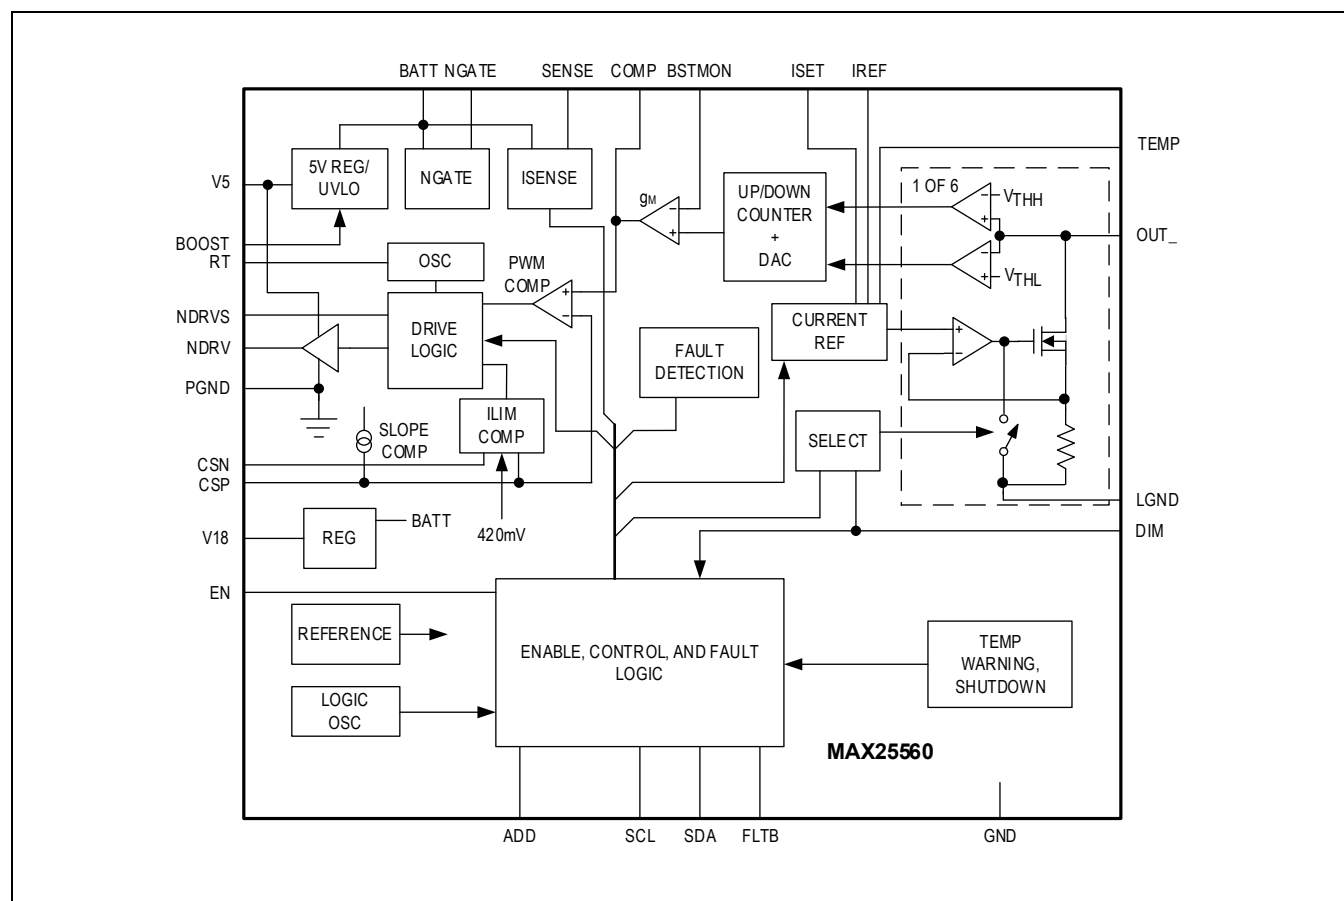 BATT NGATE SENSE COMP BSTMON ISET IREF
TEMP
1 OF 6
5V REG/
UVLO
NGATE
ISENSE
gM
UP/DOWN
COUNTER
+
DAC
VTHH
V5
BOOST
RT
OSC
PWM
COMP
OUT_
VTHL
NDRVS
NDRV
PGND
DRIVE
LOGIC
FAULT
DETECTION
CURRENT
REF
SLOPE
COMP
ILIM
COMP
SELECT
CSN
CSP
LGND
BATT
V18
REG
420mV
DIM
EN
REFERENCE
ENABLE, CONTROL, AND FAULT
LOGIC
TEMP
WARNING,
SHUTDOWN
LOGIC
OSC
MAX25560
ADD SCL SDA FLTB GND